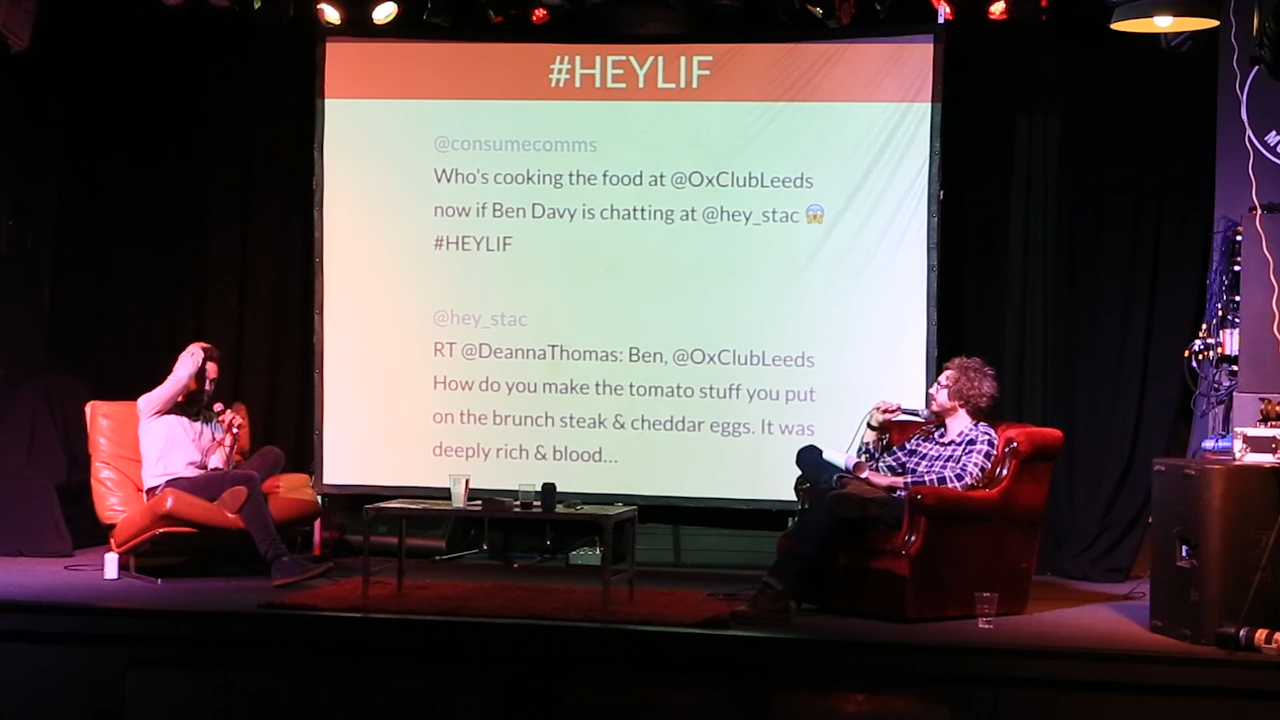 #HEYLIF
@consumecomms
Who's cooking the food at @OxClubLeeds
now if Ben Davy is chatting at @hey_stac 😱
#HEYLIF
@hey_stac
RT @DeannaThomas: Ben, @OxClubLeeds
How do you make the tomato stuff you put
on the brunch steak & cheddar eggs. It was
deeply rich & blood...